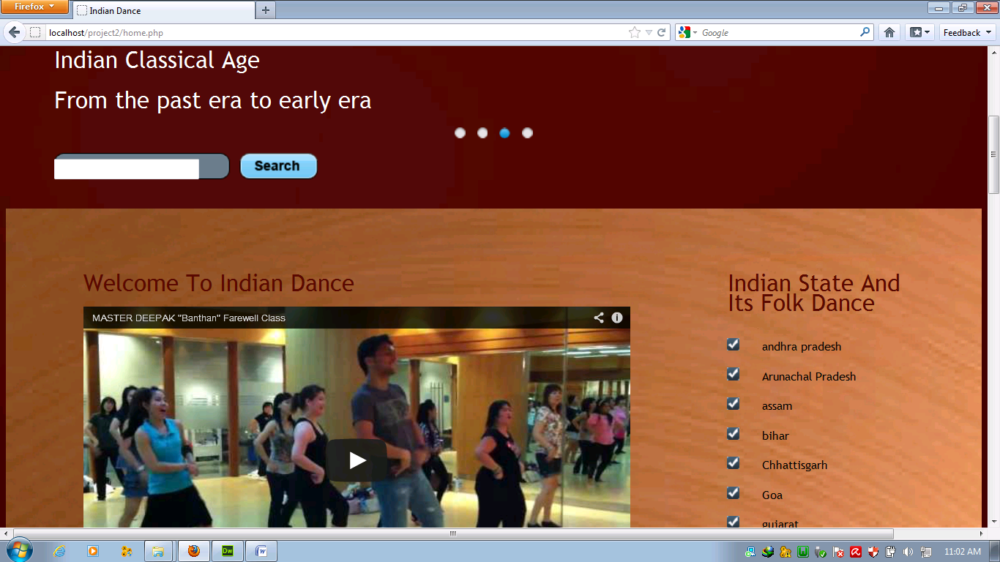 Firefox
Indian Dance
localhost/project2/home.php
Google
Feedback
Indian Classical Age
From the past era to early era
Search
Welcome To Indian Dance
MASTER DEEPAK "Banthan" Farewell Class
Indian State And
Its Folk Dance
andhra pradesh
Arunachal Pradesh
assam
bihar
Chhattisgarh
Goa
gujarat
Dw
W
11:02 AM